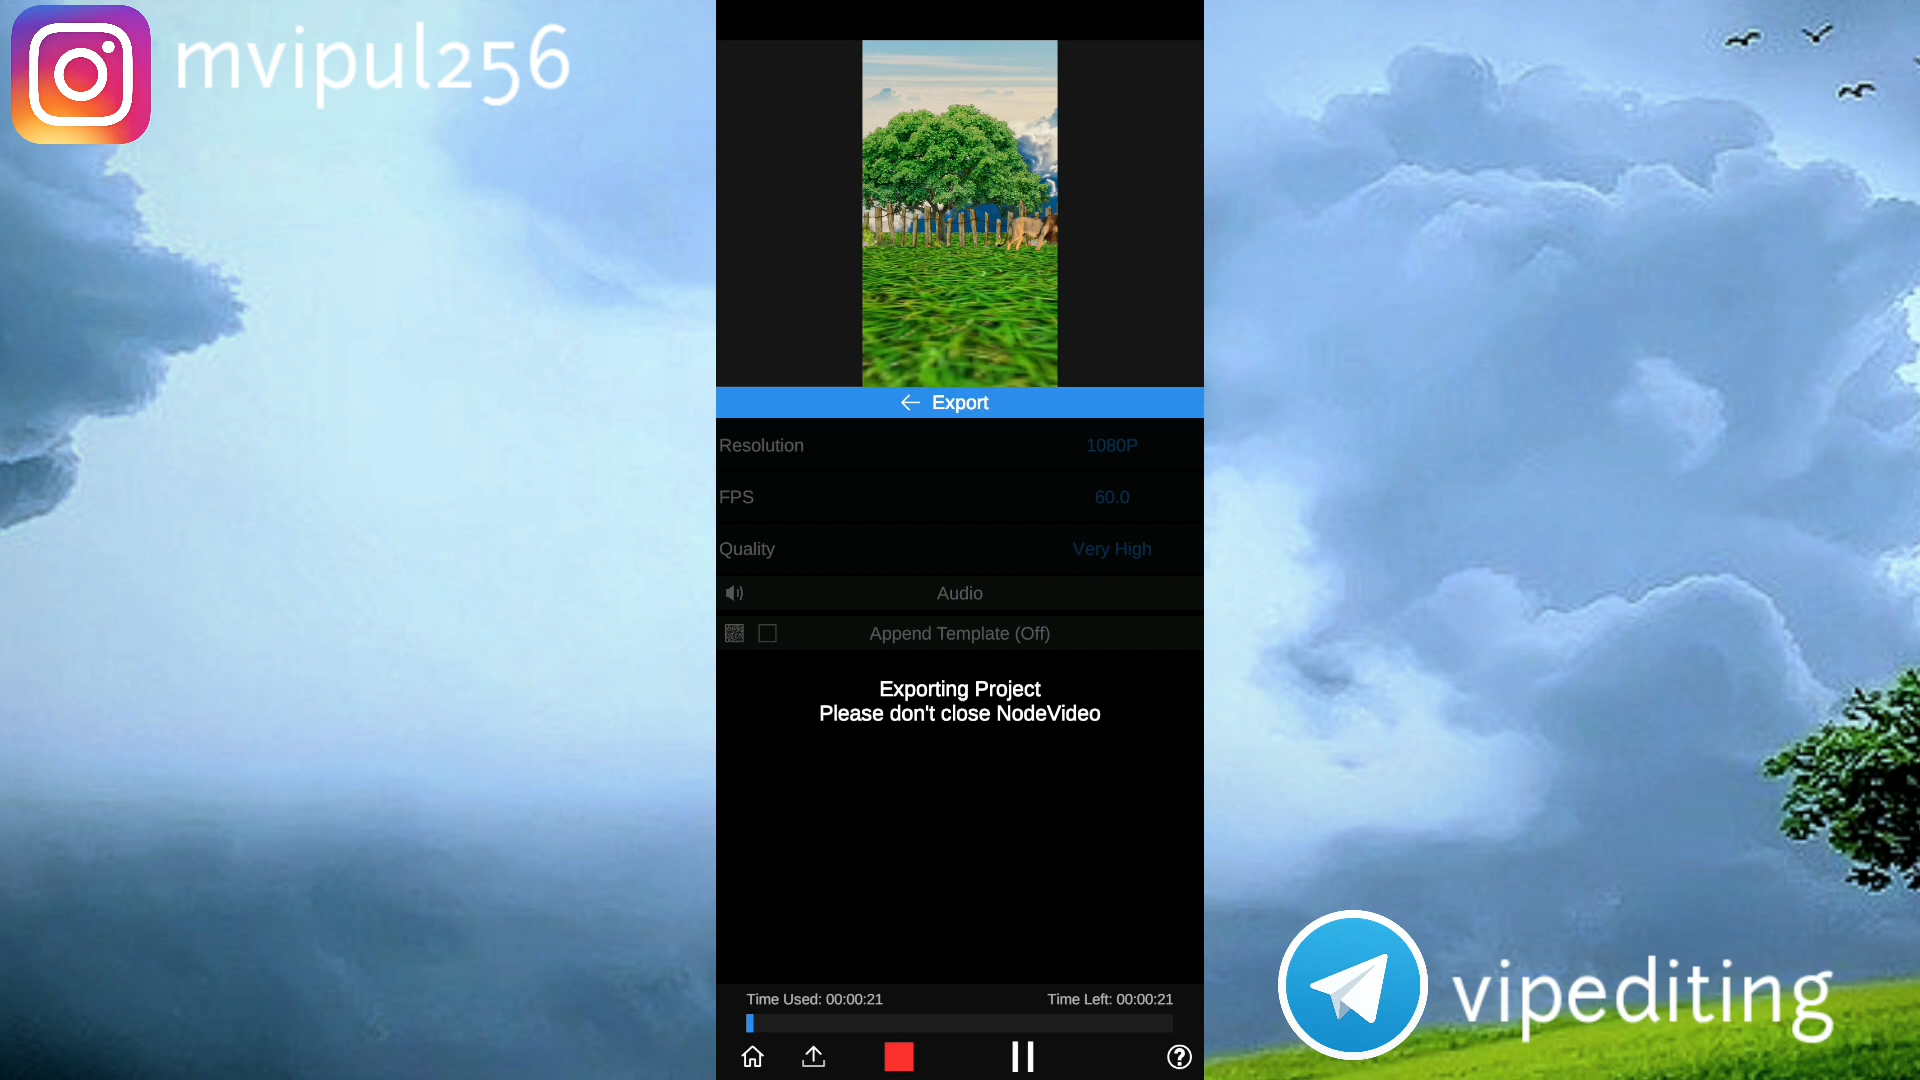 mvipul256
Export
Resolution 1080P
FPS 60.0
Quality Very High
Audio
Append Template (Off)
Exporting Project
Please don't close NodeVideo
Time Used: 00:00:21 Time Left: 00:00:21
vipediting